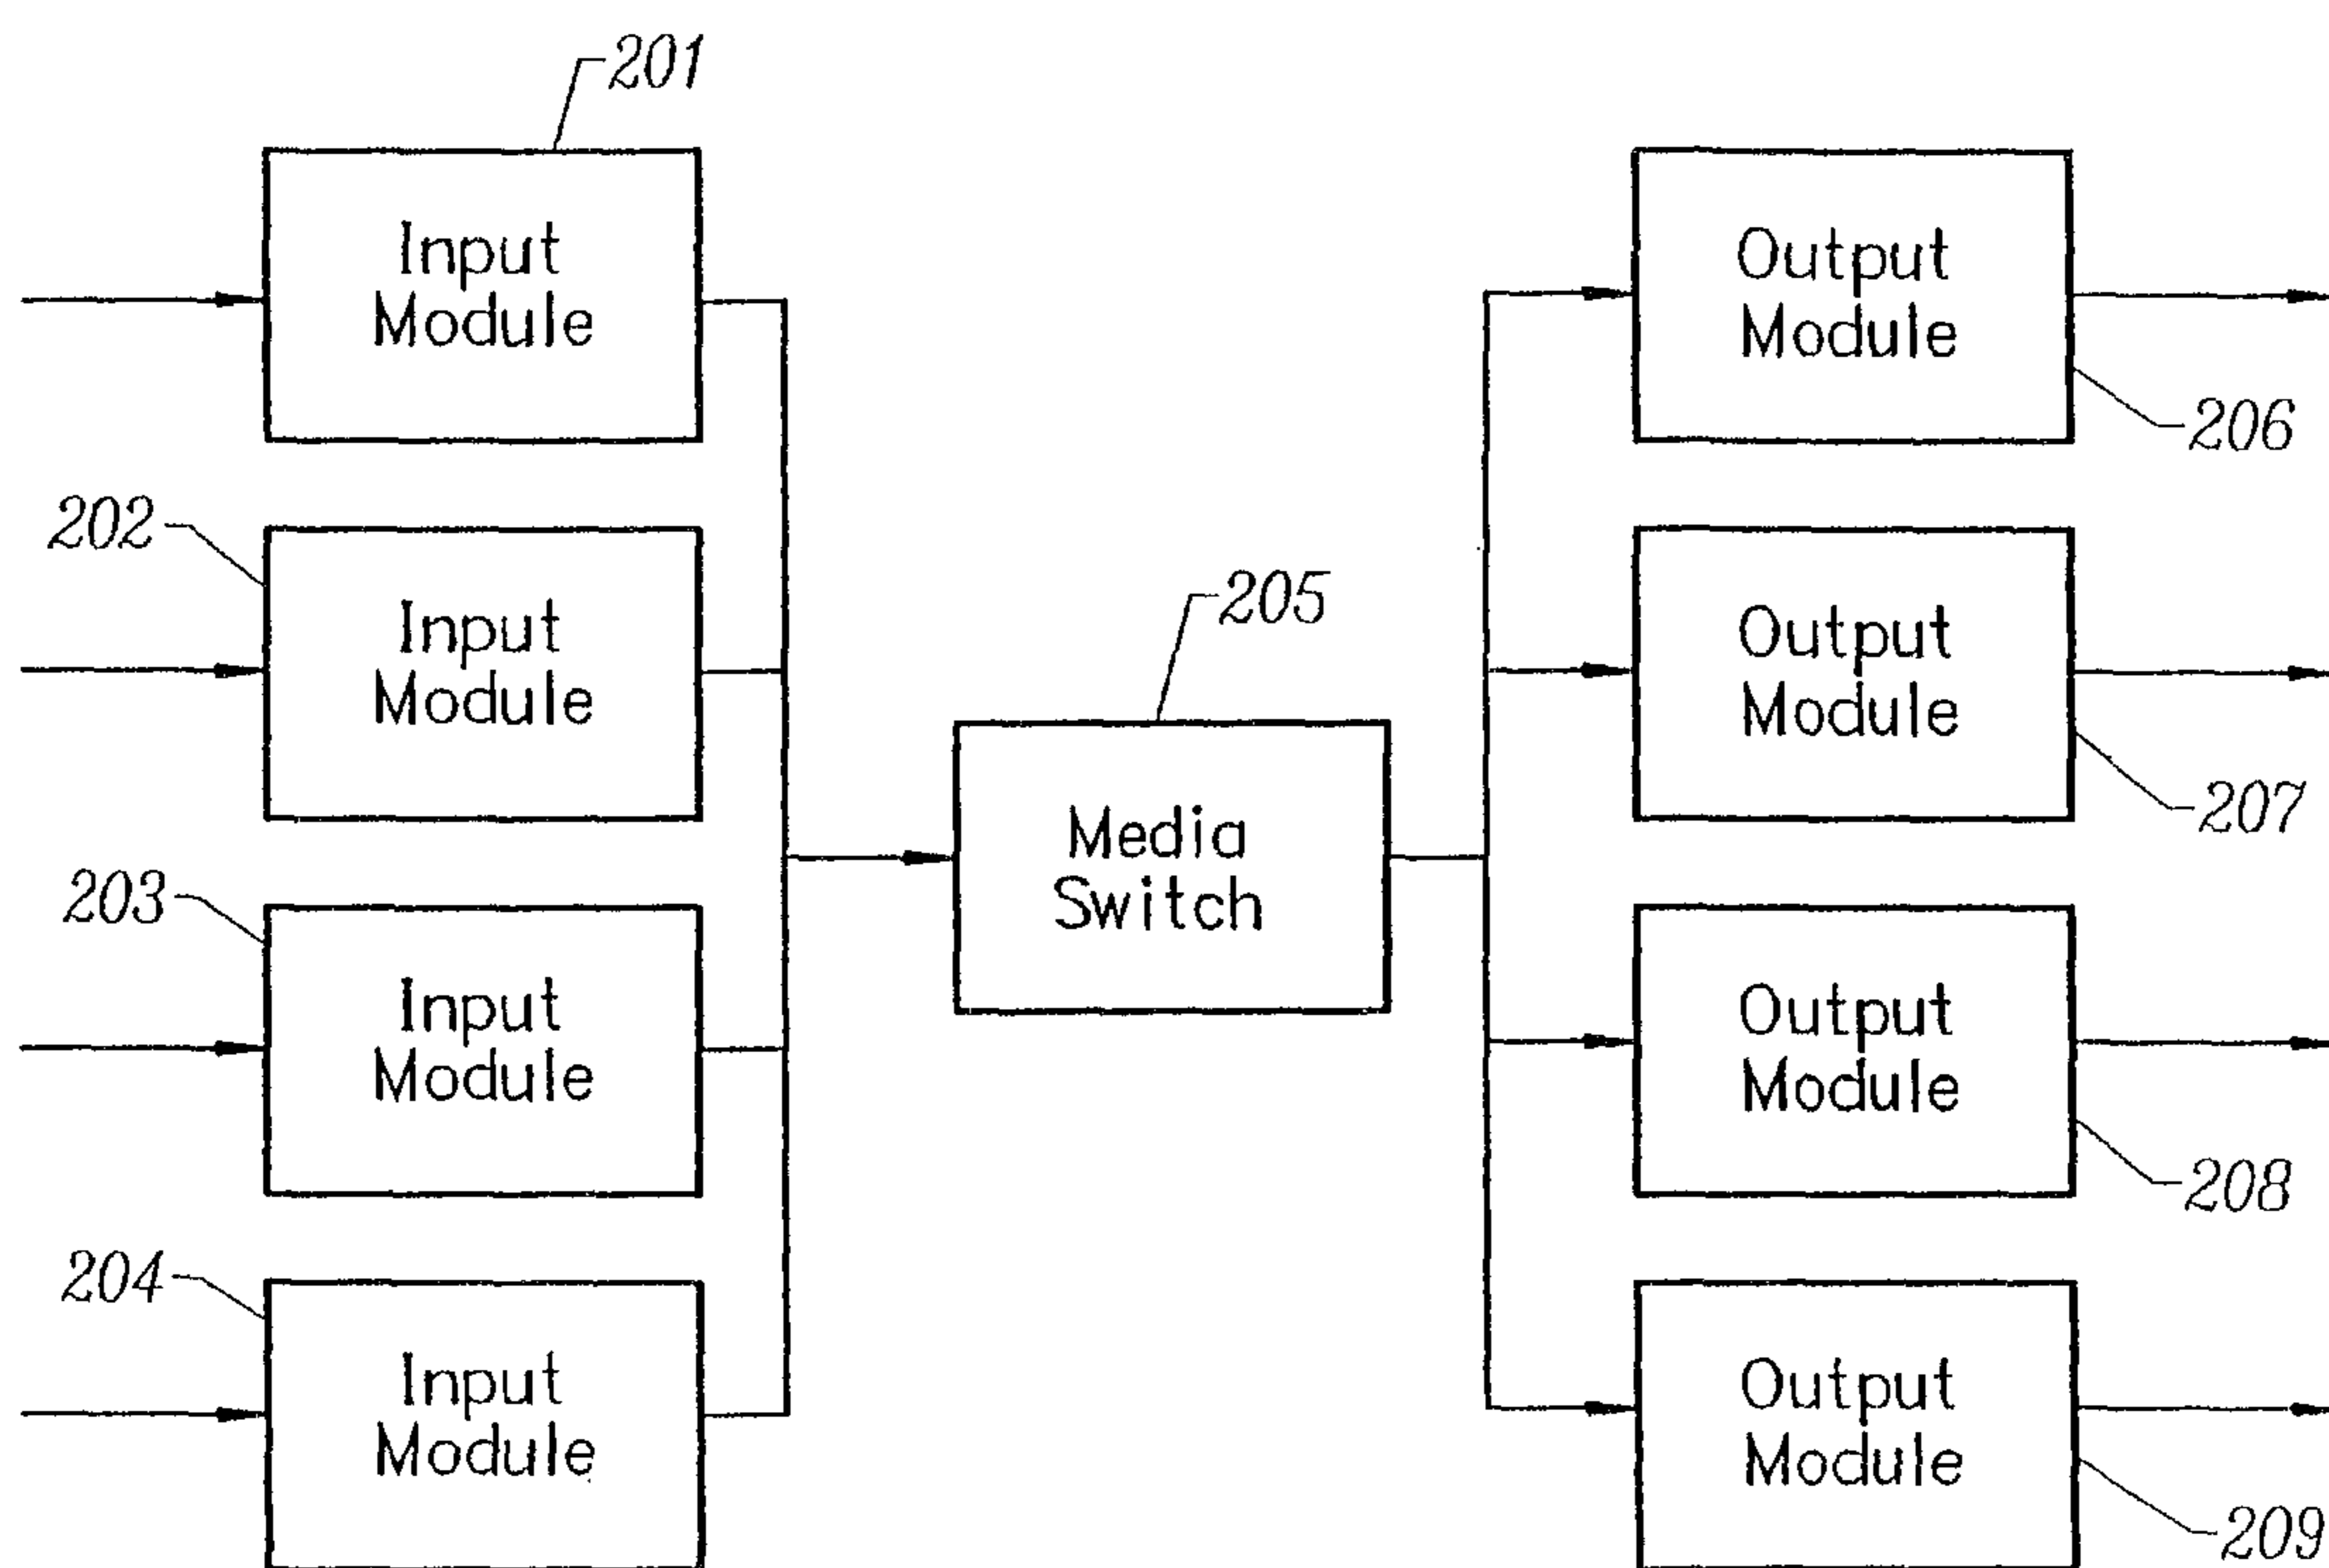 201
Input
Module
202
Input
Module
203
Input
Module
204
Input
Module
205
Media
Switch
Output
Module
206
Output
Module
207
Output
Module
208
Output
Module
209